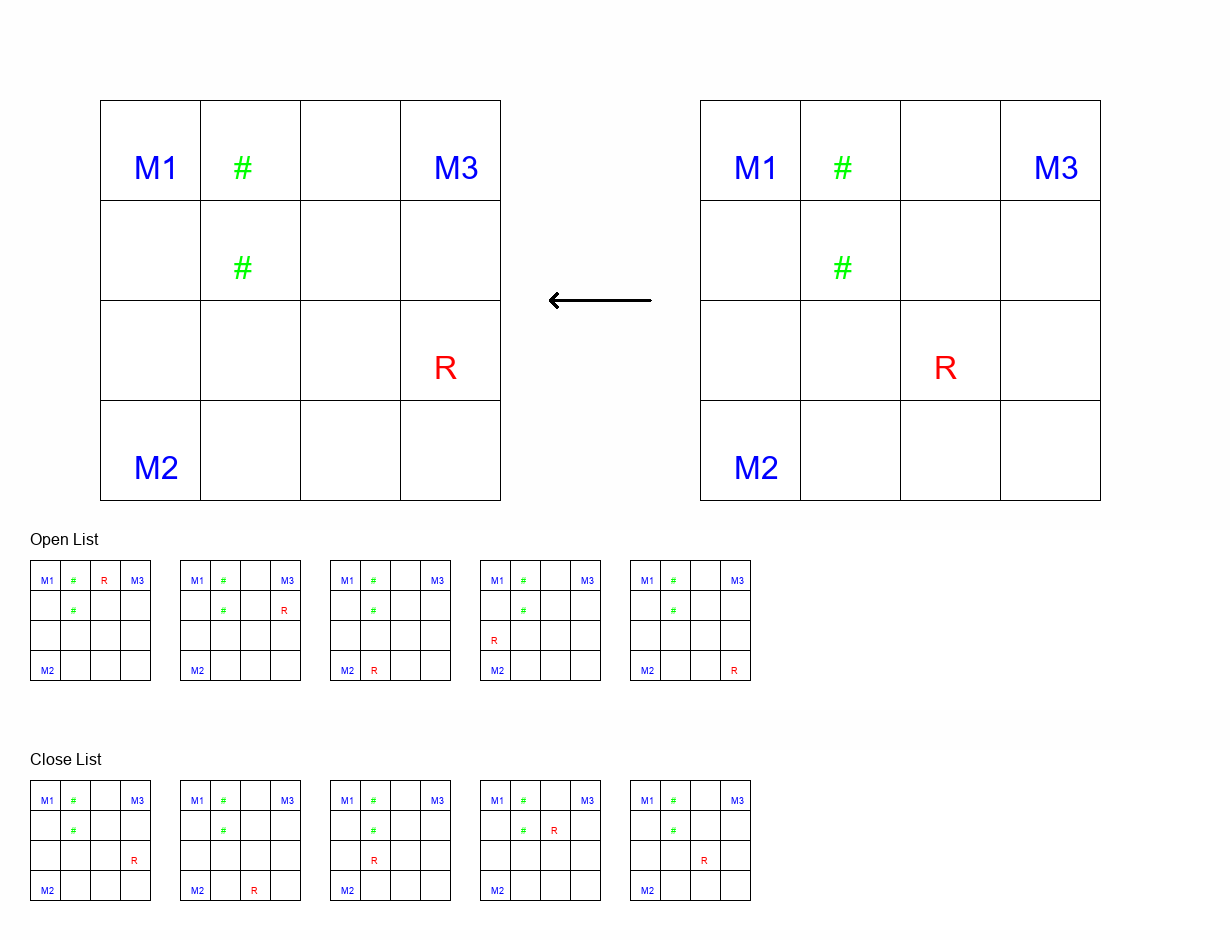 M1 # M3 M1 # M3
# #
R R
M2 M2
Open List
M1 # R M3 M1 # M3 M1 # M3 M1 # M3 M1 # M3
# # R # # #
R
M2 M2 M2 R M2 M2 R
Close List
M1 # M3 M1 # M3 M1 # M3 M1 # M3 M1 # M3
# # # # R #
R R R
M2 M2 R M2 M2 M2